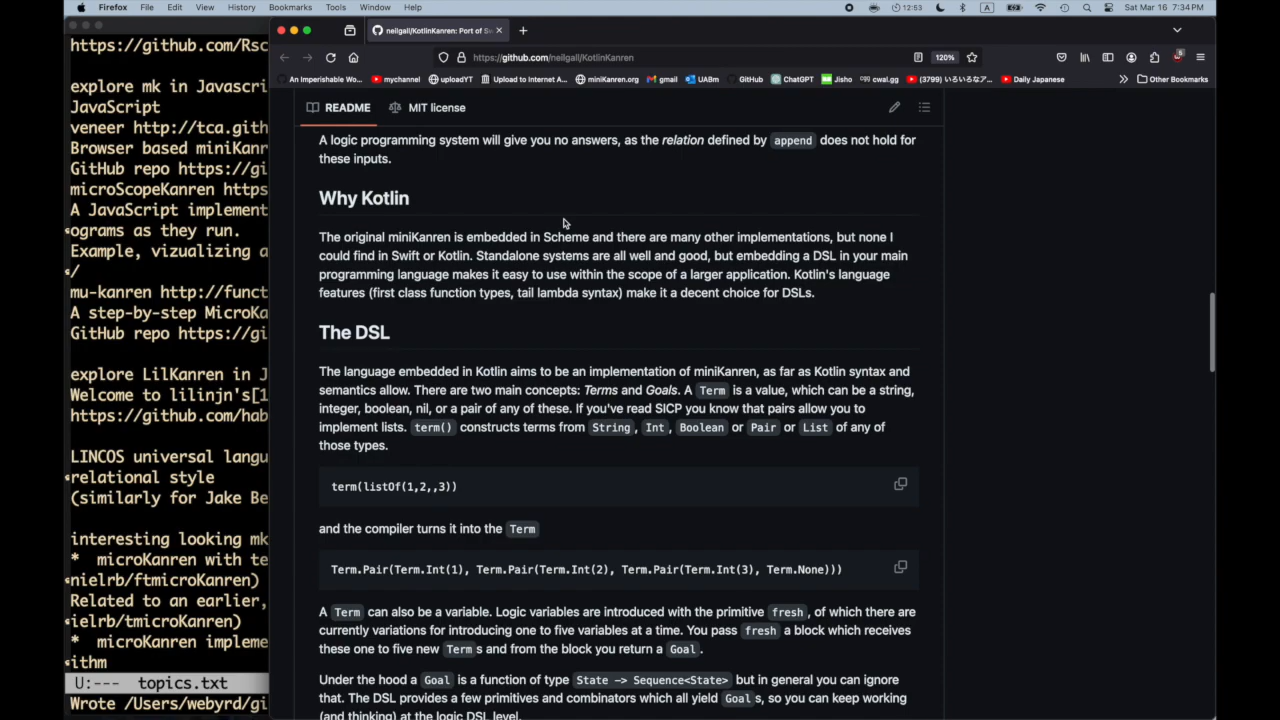 Firefox File Edit View History Bookmarks Tools Window Help 12:53 A Sat Mar 16 7:34 PM
neilgall/KotlinKanren: Port of S
https://github.com/neilgall/KotlinKanren 120% 5
An Imperishable Wo... mychannel uploadYT Upload to Internet A... miniKanren.org gmail UABm GitHub ChatGPT Jisho cwal.gg (3799) いろいろなア... Daily Japanese Other Bookmarks
README MIT license
A logic programming system will give you no answers, as the relation defined by append does not hold for
these inputs.
Why Kotlin
The original miniKanren is embedded in Scheme and there are many other implementations, but none I
could find in Swift or Kotlin. Standalone systems are all well and good, but embedding a DSL in your main
programming language makes it easy to use within the scope of a larger application. Kotlin's language
features (first class function types, tail lambda syntax) make it a decent choice for DSLs.
The DSL
The language embedded in Kotlin aims to be an implementation of miniKanren, as far as Kotlin syntax and
semantics allow. There are two main concepts: Terms and Goals. A Term is a value, which can be a string,
integer, boolean, nil, or a pair of any of these. If you've read SICP you know that pairs allow you to
implement lists. term() constructs terms from String, Int, Boolean or Pair or List of any of
those types.
term(listOf(1,2,,3))
and the compiler turns it into the Term
Term.Pair(Term.Int(1), Term.Pair(Term.Int(2), Term.Pair(Term.Int(3), Term.None)))
A Term can also be a variable. Logic variables are introduced with the primitive fresh, of which there are
currently variations for introducing one to five variables at a time. You pass fresh a block which receives
these one to five new Term s and from the block you return a Goal.
Under the hood a Goal is a function of type State -> Sequence<State> but in general you can ignore
that. The DSL provides a few primitives and combinators which all yield Goal s, so you can keep working
(and thinking) at the logic DSL level.
https://github.com/Rsc
explore mk in Javascri
JavaScript
veneer http://tca.gith
Browser based miniKanr
GitHub repo https://gi
microScopeKanren https
A JavaScript implement
ograms as they run.
Example, vizualizing a
/
mu-kanren http://funct
A step-by-step MicroKa
GitHub repo https://gi
explore LilKanren in J
Welcome to lilinjn's[1
https://github.com/hab
LINCOS universal langu
relational style
(similarly for Jake Be
interesting looking mk
* microKanren with te
nielrb/ftmicroKanren)
Related to an earlier,
ielrb/tmicroKanren)
* microKanren impleme
ithm
U:--- topics.txt
Wrote /Users/webyrd/gi